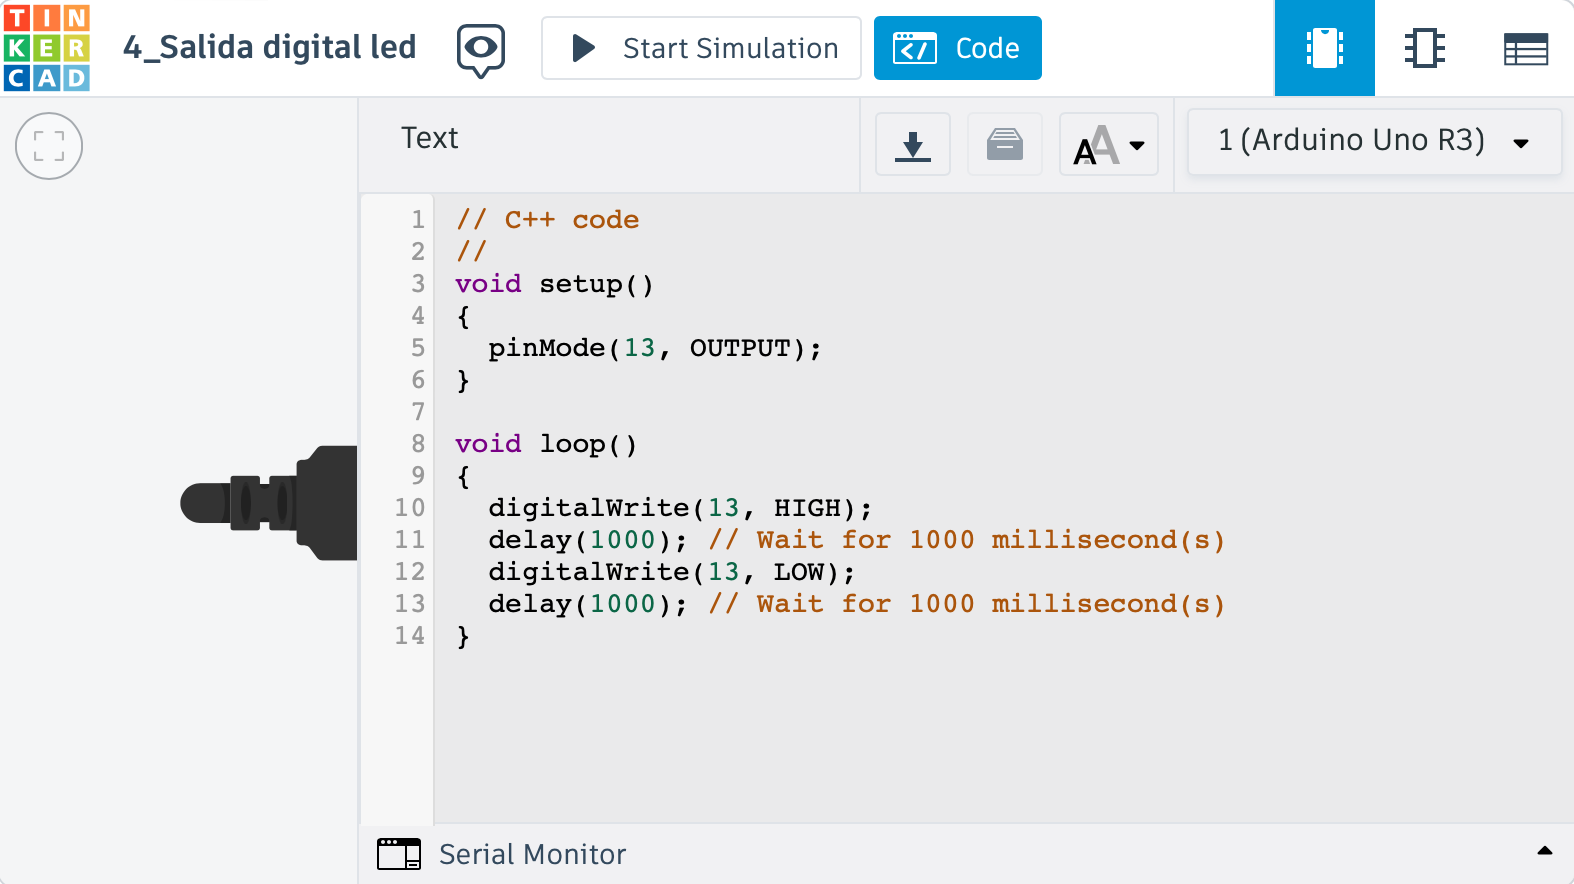 TIN
KER
CAD
4_Salida digital led
Start Simulation
Code
Text
AA
1 (Arduino Uno R3)
1 // C++ code
2 //
3 void setup()
4 {
5   pinMode(13, OUTPUT);
6 }
7
8 void loop()
9 {
10   digitalWrite(13, HIGH);
11   delay(1000); // Wait for 1000 millisecond(s)
12   digitalWrite(13, LOW);
13   delay(1000); // Wait for 1000 millisecond(s)
14 }
Serial Monitor